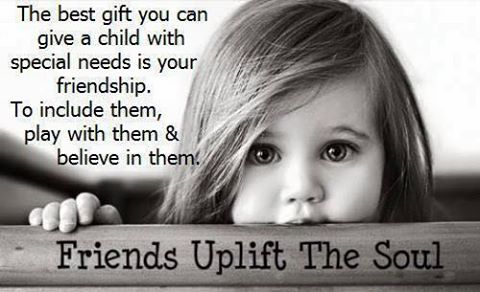 The best gift you can
give a child with
special needs is your
friendship.
To include them,
play with them &
believe in them.
Friends Uplift The Soul